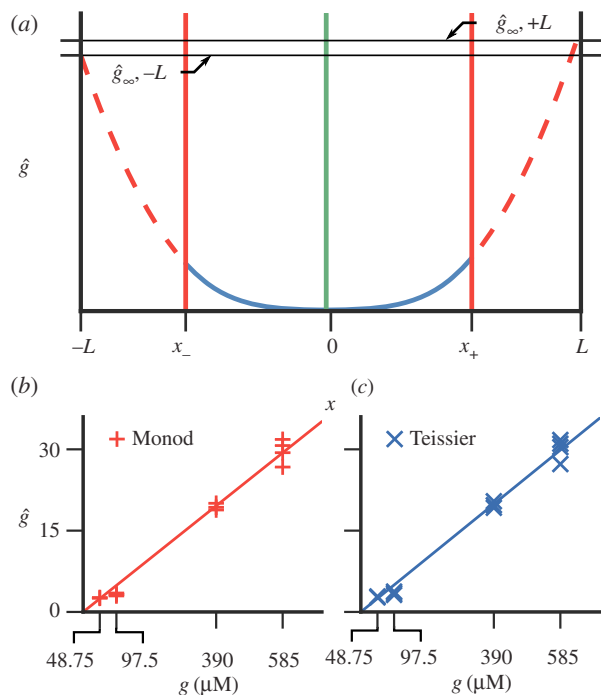 (a)
ĝ∞, +L
ĝ∞, –L
ĝ
–L x– 0 x+ L
x
(b)
Monod
30
15
0
ĝ
48.75 97.5 390 585
g (μM)
(c)
Teissier
48.75 97.5 390 585
g (μM)